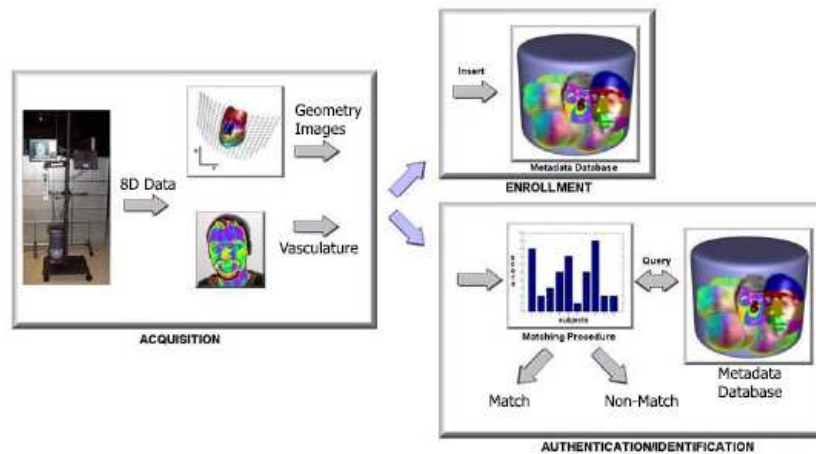 8D Data
Geometry
Images
Vasculature
ACQUISITION
Insert
Metadata Database
ENROLLMENT
subjects
Matching Procedure
Query
Metadata
Database
Match
Non-Match
AUTHENTICATION/IDENTIFICATION